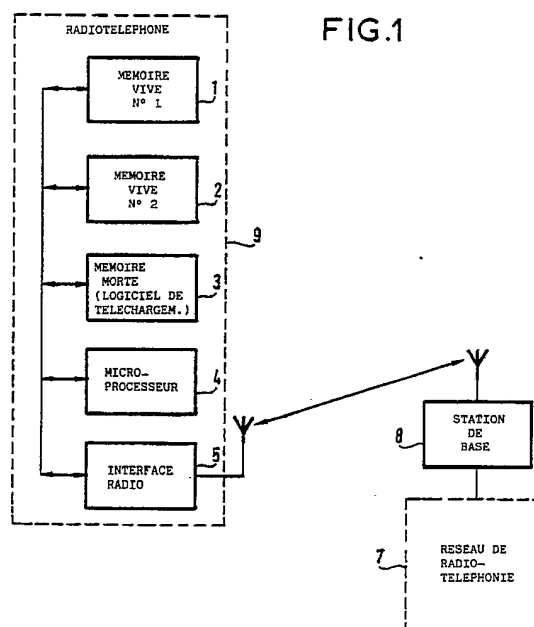 FIG.1
RADIOTELEPHONE
MEMOIRE
VIVE
N° 1
1
MEMOIRE
VIVE
N° 2
2
9
MEMOIRE
MORTE
(LOGICIEL DE
TELECHARGEM.)
3
MICRO-
PROCESSEUR
4
INTERFACE
RADIO
5
STATION
DE
BASE
8
RESEAU DE
RADIO-
TELEPHONIE
7